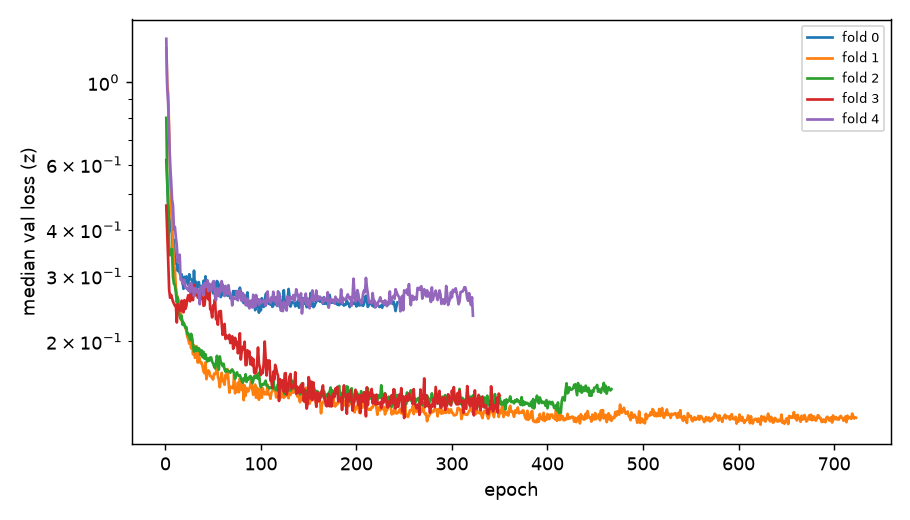 median val loss (z)
10⁰
6 × 10⁻¹
4 × 10⁻¹
3 × 10⁻¹
2 × 10⁻¹
fold 0
fold 1
fold 2
fold 3
fold 4
0 100 200 300 400 500 600 700
epoch